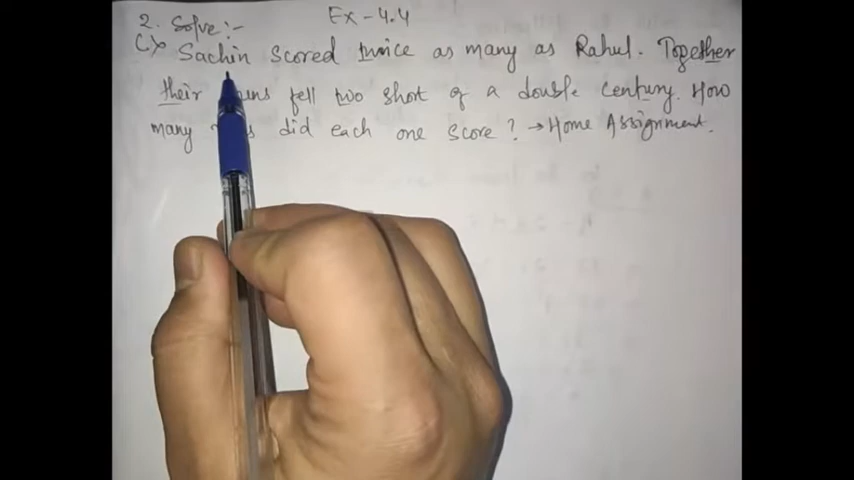 Ex - 4.4
2. Solve :-
C> Sachin scored twice as many as Rahul. Together
their runs fell two short of a double century. How
many did each one score ? → Home Assignment.